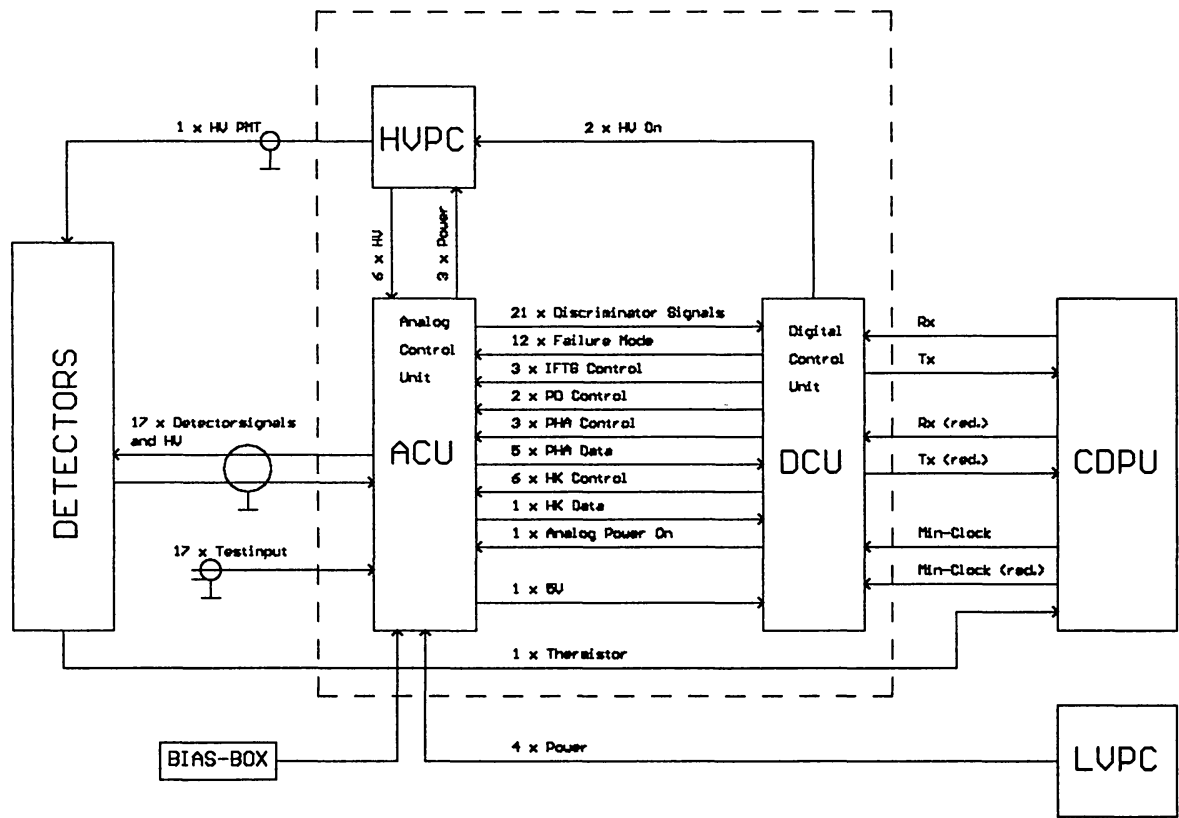 1 x HV PMT
HVPC
2 x HV On
6 x HV
3 x Power
DETECTORS
Analog
Control
Unit
ACU
21 x Discriminator Signals
12 x Failure Mode
3 x IFTS Control
2 x PD Control
3 x PHA Control
5 x PHA Data
6 x HK Control
1 x HK Data
1 x Analog Power On
1 x 5V
Digital
Control
Unit
DCU
Rx
Tx
Rx (red.)
Tx (red.)
Min-Clock
Min-Clock (red.)
CDPU
17 x Detectorsignals
and HV
17 x Testinput
1 x Thermistor
BIAS-BOX
4 x Power
LVPC